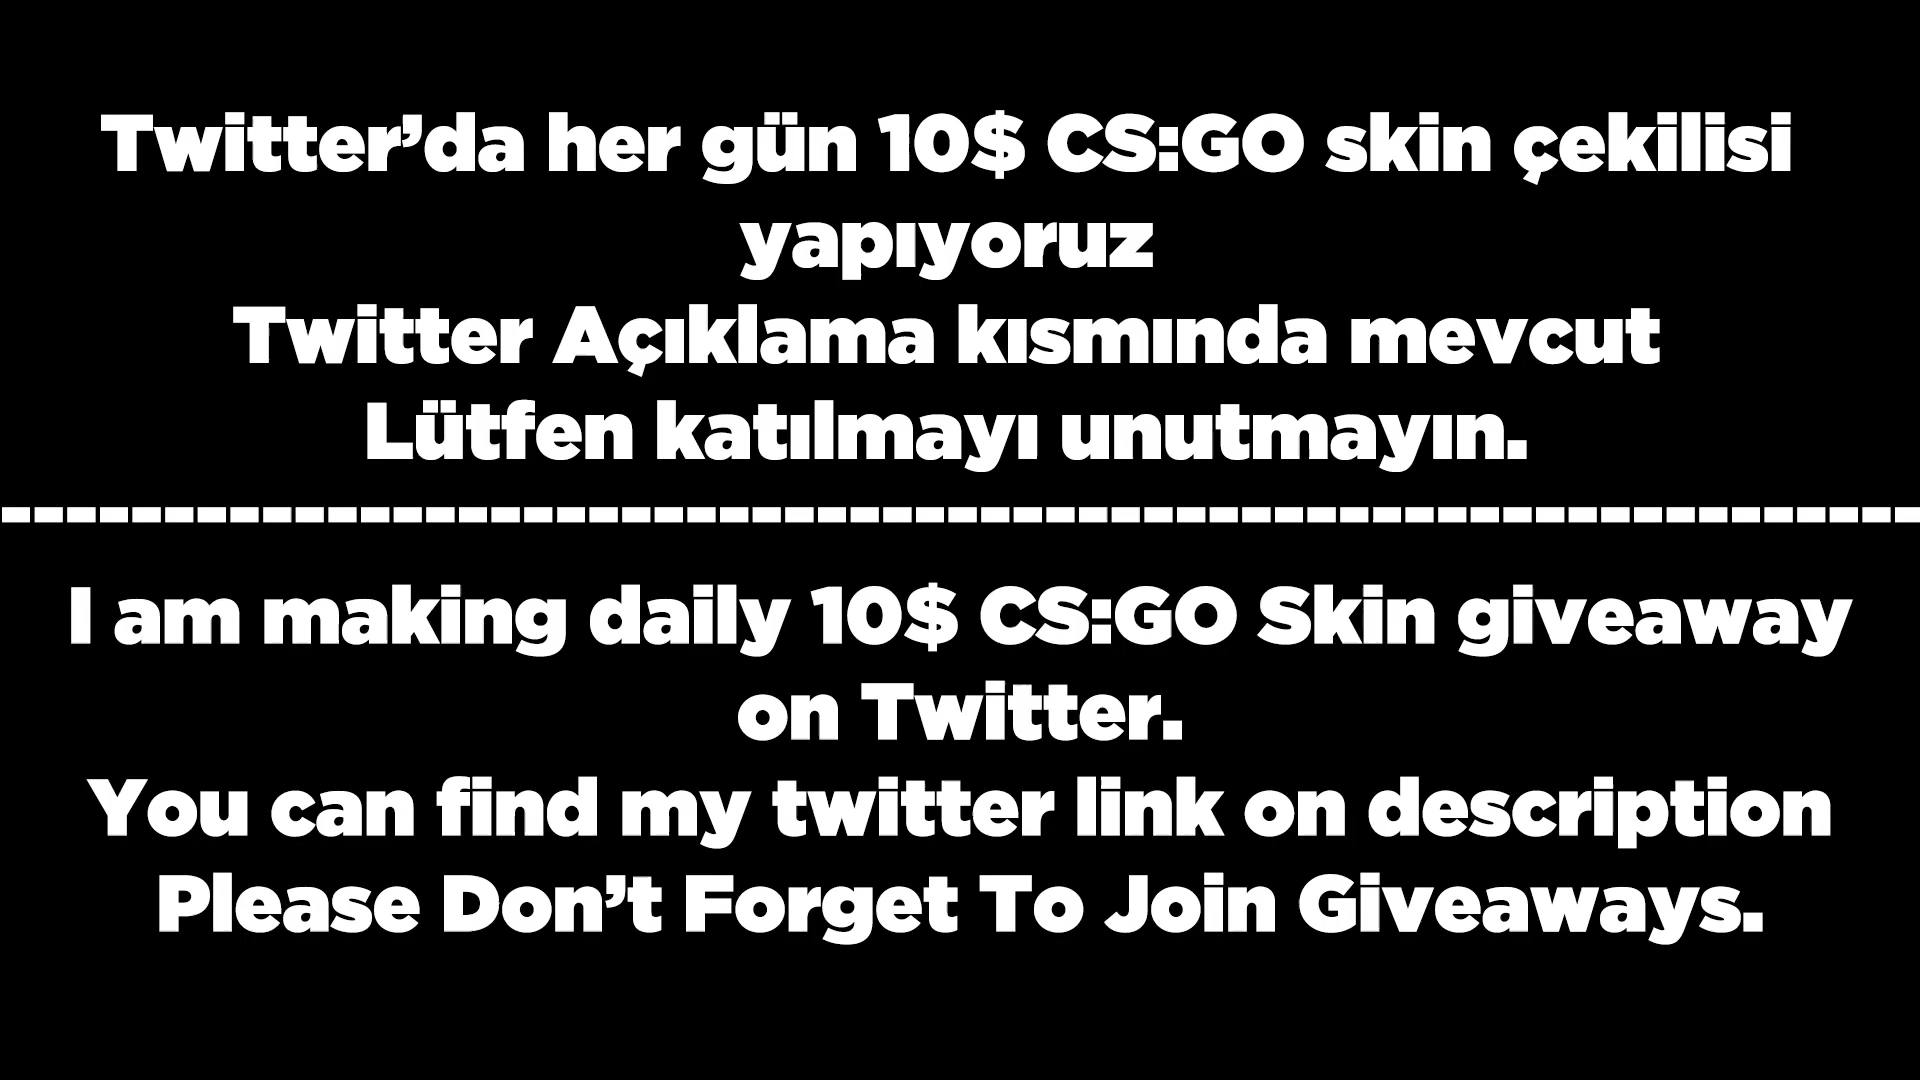 Twitter’da her gün 10$ CS:GO skin çekilisi
yapıyoruz
Twitter Açıklama kısmında mevcut
Lütfen katılmayı unutmayın.
I am making daily 10$ CS:GO Skin giveaway
on Twitter.
You can find my twitter link on description
Please Don’t Forget To Join Giveaways.